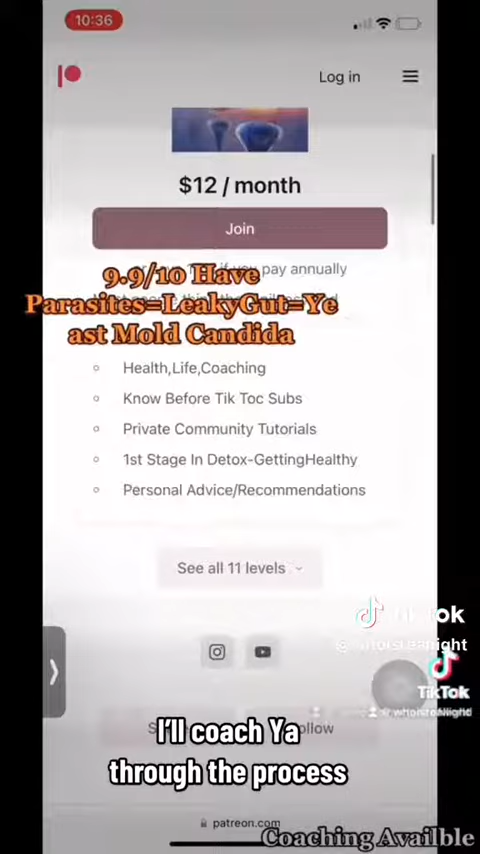 10:36
Log in
$12 / month
Join
if you pay annually
9.9/10 Have
Parasites=LeakyGut=Ye
ast Mold Candida
Health,Life,Coaching
Know Before Tik Toc Subs
Private Community Tutorials
1st Stage In Detox-GettingHealthy
Personal Advice/Recommendations
See all 11 levels
TikTok
TikTok
I'll coach Ya
through the process
patreon.com
Coaching Availble